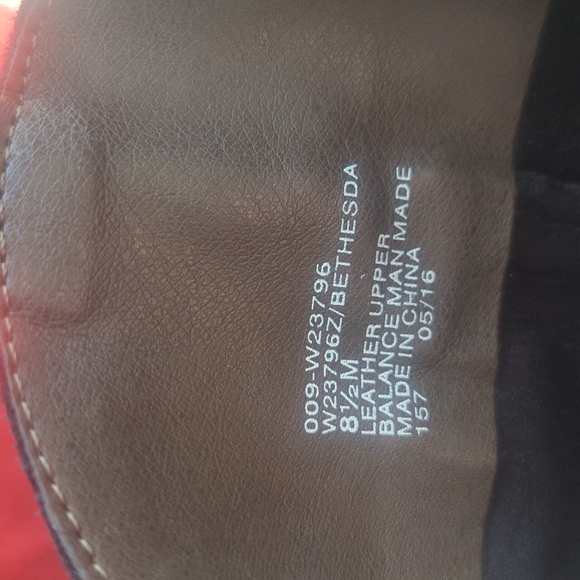 009-W23796
W23796Z/BETHESDA
8½M
LEATHER UPPER
BALANCE MAN MADE
MADE IN CHINA
157 05/16